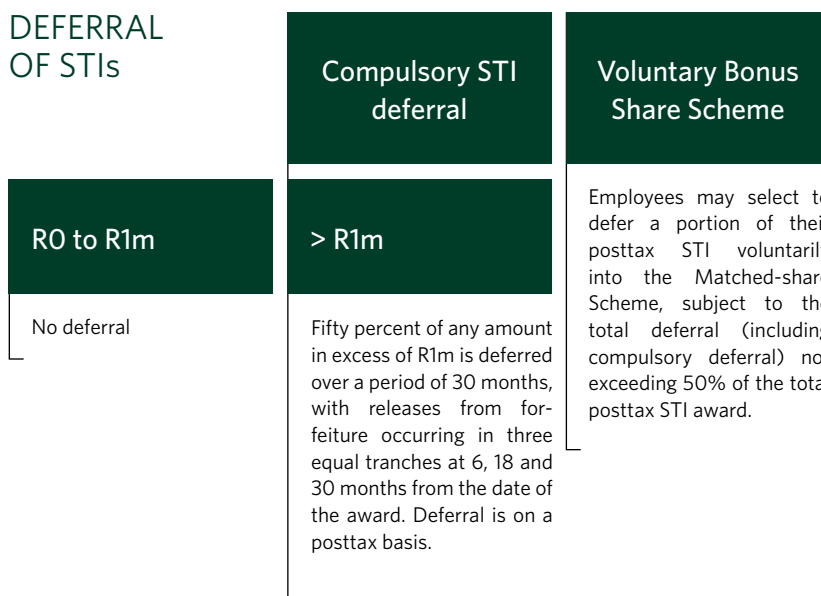 DEFERRAL
OF STIs
Compulsory STI
deferral
Voluntary Bonus
Share Scheme
R0 to R1m
> R1m
No deferral
Fifty percent of any amount
in excess of R1m is deferred
over a period of 30 months,
with releases from for-
feiture occurring in three
equal tranches at 6, 18 and
30 months from the date of
the award. Deferral is on a
posttax basis.
Employees may select
defer a portion of
posttax STI
into the
Scheme, subject to
total deferral
compulsory deferral)
exceeding 50% of the
posttax STI award.